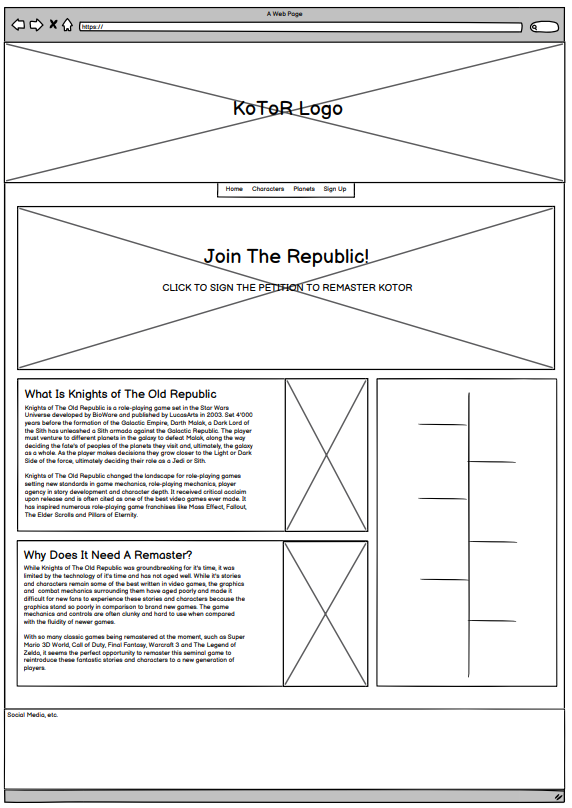 A Web Page
https://
KoToR Logo
Home Characters Planets Sign Up
Join The Republic!
CLICK TO SIGN THE PETITION TO REMASTER KOTOR
What Is Knights of The Old Republic
Knights of The Old Republic is a role-playing game set in the Star Wars
Universe developed by BioWare and published by LucasArts in 2003. Set 4'000
years before the formation of the Galactic Empire, Darth Malak, a Dark Lord of
the Sith has unleashed a Sith armada against the Galactic Republic. The player
must venture to different planets in the galaxy to defeat Malak, along the way
deciding the fate's of peoples of the planets they visit and, ultimately, the galaxy
as a whole. As the player makes decisions they grow closer to the Light or Dark
Side of the force, ultimately deciding their role as a Jedi or Sith.
Knights of The Old Republic changed the landscape for role-playing games
setting new standards in game mechanics, role-playing mechanics, player
agency in story development and character depth. It received critical acclaim
upon release and is often cited as one of the best video games ever made. It
has inspired numerous role-playing game franchises like Mass Effect, Fallout,
The Elder Scrolls and Pillars of Eternity.
Why Does It Need A Remaster?
While Knights of The Old Republic was groundbreaking for it's time, it was
limited by the technology of it's time and has not aged well. While it's stories
and characters remain some of the best written in video games, the graphics
and combat mechanics surrounding them have aged poorly and made it
difficult for new fans to experience these stories and characters because the
graphics stand so poorly in comparison to brand new games. The game
mechanics and controls are often clunky and hard to use when compared
with the fluidity of newer games.
With so many classic games being remastered at the moment, such as Super
Mario 3D World, Call of Duty, Final Fantasy, Warcraft 3 and The Legend of
Zelda, it seems the perfect opportunity to remaster this seminal game to
reintroduce these fantastic stories and characters to a new generation of
players.
Social Media, etc.